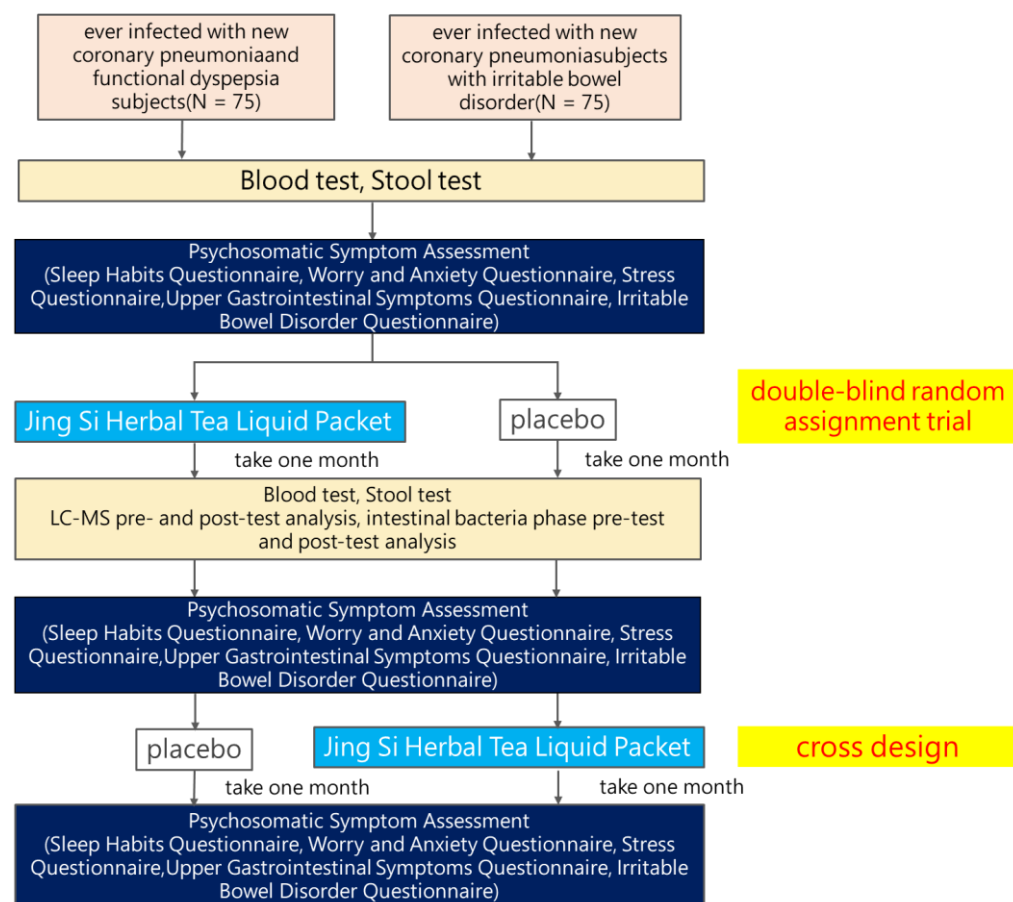 ever infected with new
coronary pneumoniaand
functional dyspepsia
subjects(N = 75)
ever infected with new
coronary pneumoniasubjects
with irritable bowel
disorder(N = 75)
Blood test, Stool test
Psychosomatic Symptom Assessment
(Sleep Habits Questionnaire, Worry and Anxiety Questionnaire, Stress
Questionnaire,Upper Gastrointestinal Symptoms Questionnaire, Irritable
Bowel Disorder Questionnaire)
Jing Si Herbal Tea Liquid Packet
placebo
double-blind random
assignment trial
take one month
take one month
Blood test, Stool test
LC-MS pre- and post-test analysis, intestinal bacteria phase pre-test
and post-test analysis
Psychosomatic Symptom Assessment
(Sleep Habits Questionnaire, Worry and Anxiety Questionnaire, Stress
Questionnaire,Upper Gastrointestinal Symptoms Questionnaire, Irritable
Bowel Disorder Questionnaire)
placebo
Jing Si Herbal Tea Liquid Packet
cross design
take one month
take one month
Psychosomatic Symptom Assessment
(Sleep Habits Questionnaire, Worry and Anxiety Questionnaire, Stress
Questionnaire,Upper Gastrointestinal Symptoms Questionnaire, Irritable
Bowel Disorder Questionnaire)